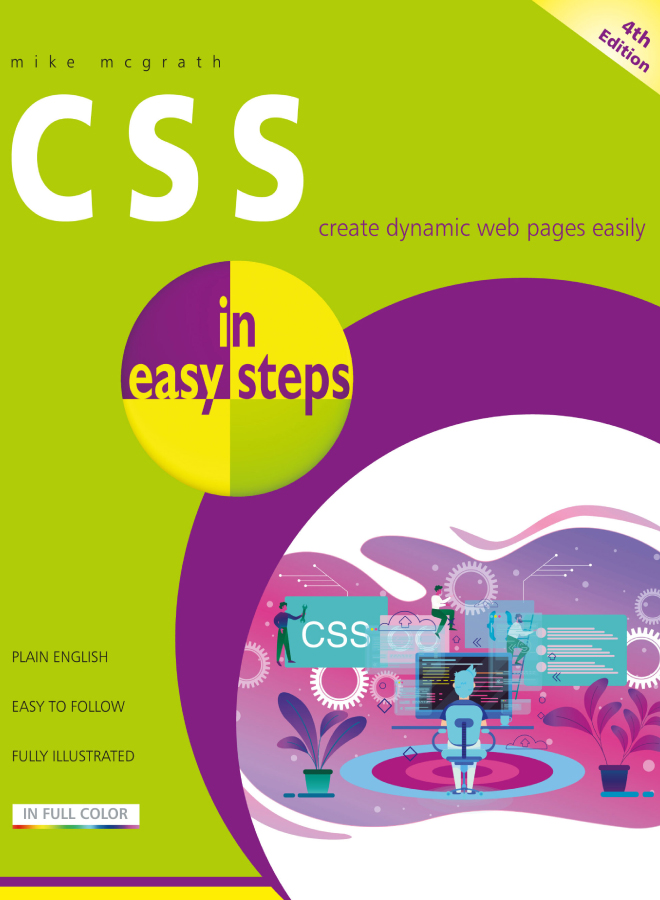 4th
Edition
mike mcgrath
CSS
create dynamic web pages easily
in
easy steps
CSS
PLAIN ENGLISH
EASY TO FOLLOW
FULLY ILLUSTRATED
IN FULL COLOR